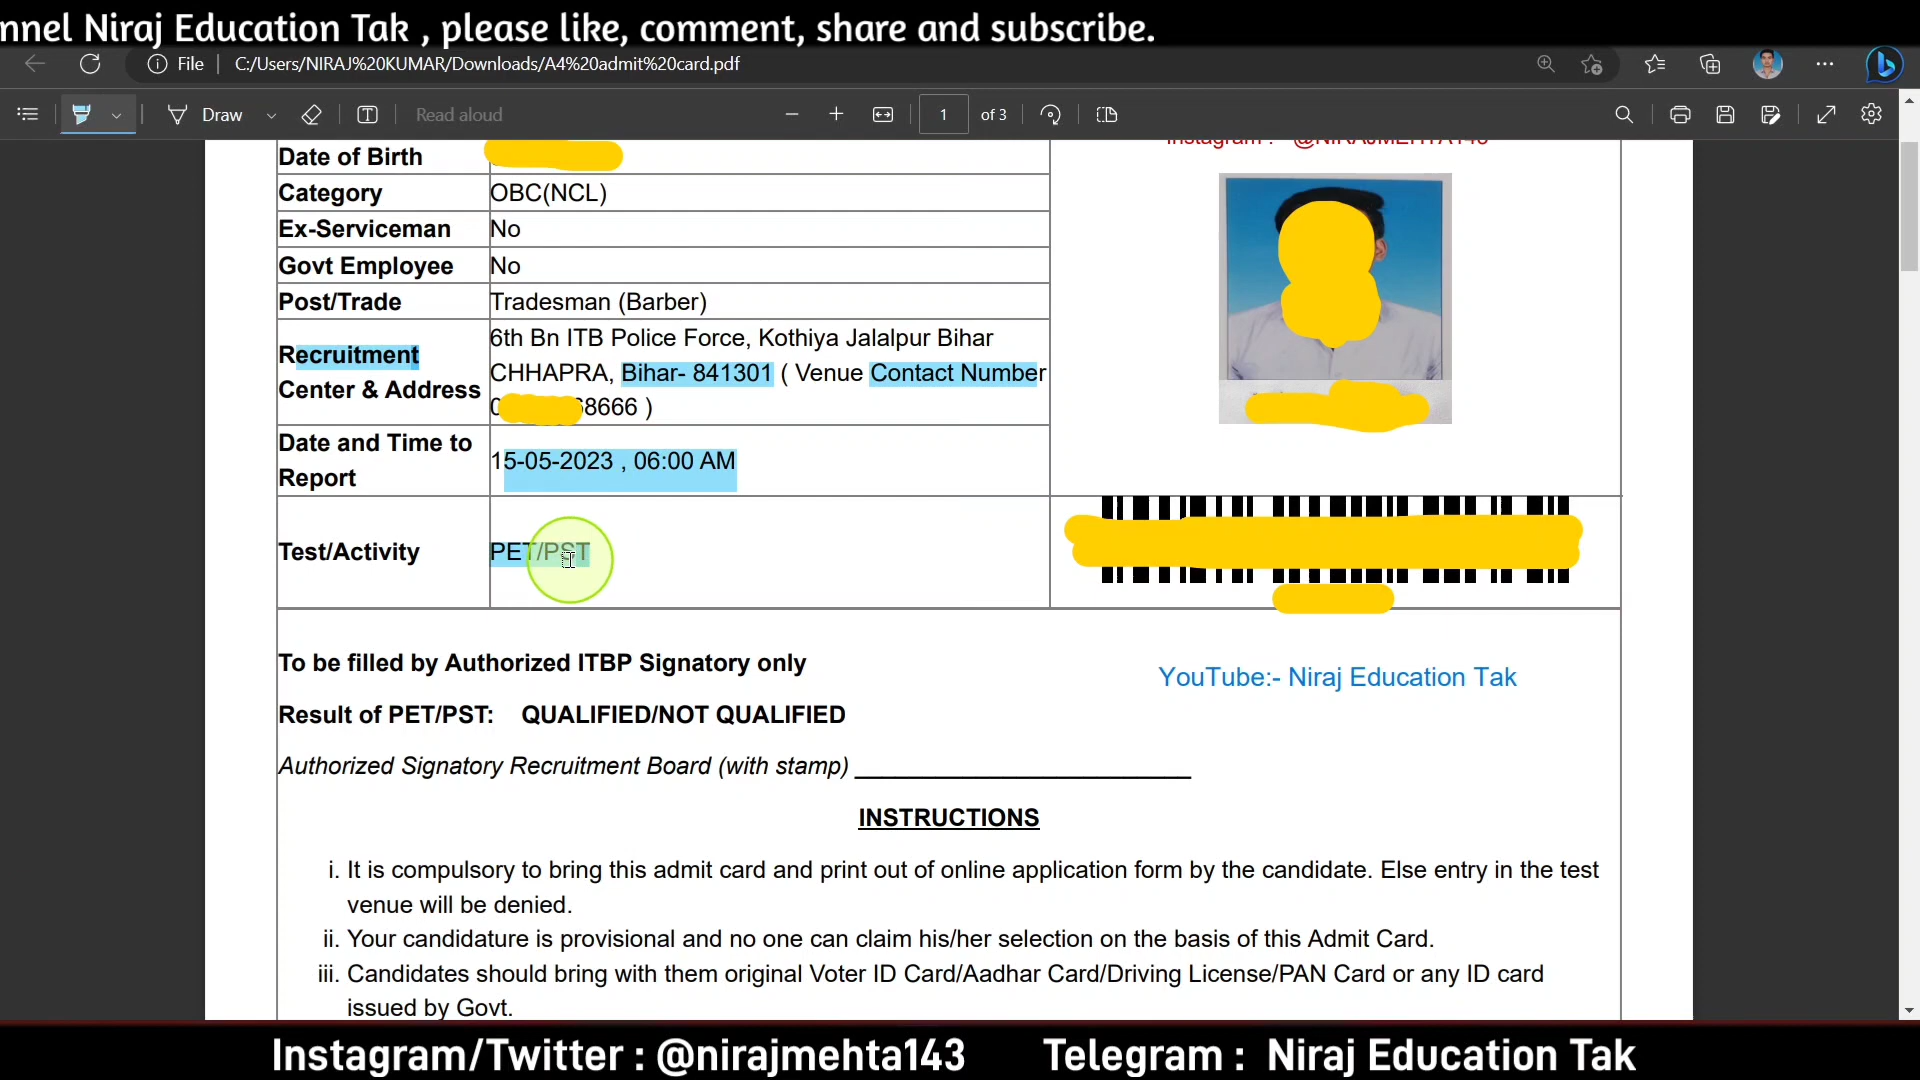 nnel Niraj Education Tak , please like, comment, share and subscribe.
File C:/Users/NIRAJ%20KUMAR/Downloads/A4%20admit%20card.pdf
Draw Read aloud 1 of 3
Date of Birth
Category OBC(NCL)
Ex-Serviceman No
Govt Employee No
Post/Trade Tradesman (Barber)
Recruitment
Center & Address
6th Bn ITB Police Force, Kothiya Jalalpur Bihar
CHHAPRA, Bihar- 841301 ( Venue Contact Number
8666 )
Date and Time to
Report
15-05-2023 , 06:00 AM
Test/Activity PET/PST
To be filled by Authorized ITBP Signatory only
YouTube:- Niraj Education Tak
Result of PET/PST: QUALIFIED/NOT QUALIFIED
Authorized Signatory Recruitment Board (with stamp)
INSTRUCTIONS
i. It is compulsory to bring this admit card and print out of online application form by the candidate. Else entry in the test
venue will be denied.
ii. Your candidature is provisional and no one can claim his/her selection on the basis of this Admit Card.
iii. Candidates should bring with them original Voter ID Card/Aadhar Card/Driving License/PAN Card or any ID card
issued by Govt.
Instagram/Twitter : @nirajmehta143 Telegram : Niraj Education Tak